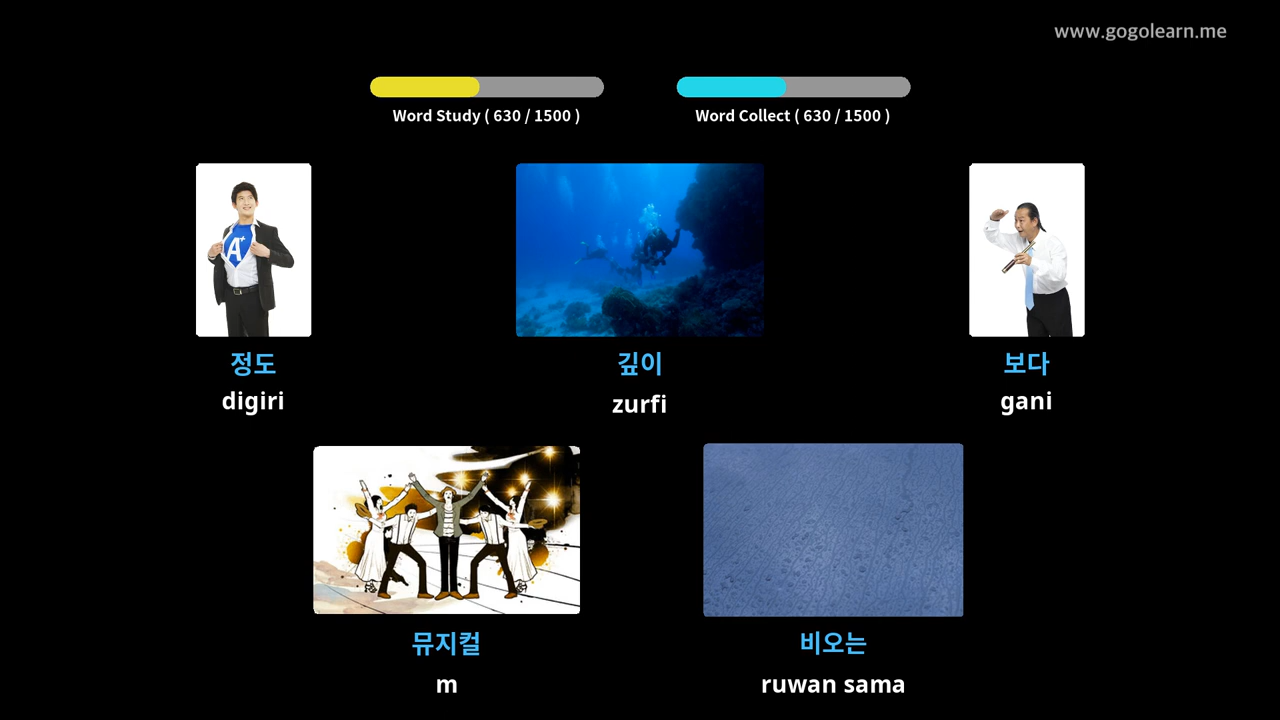 www.gogolearn.me
Word Study ( 630 / 1500 )
Word Collect ( 630 / 1500 )
A+
정도
digiri
깊이
zurfi
보다
gani
뮤지컬
m
비오는
ruwan sama